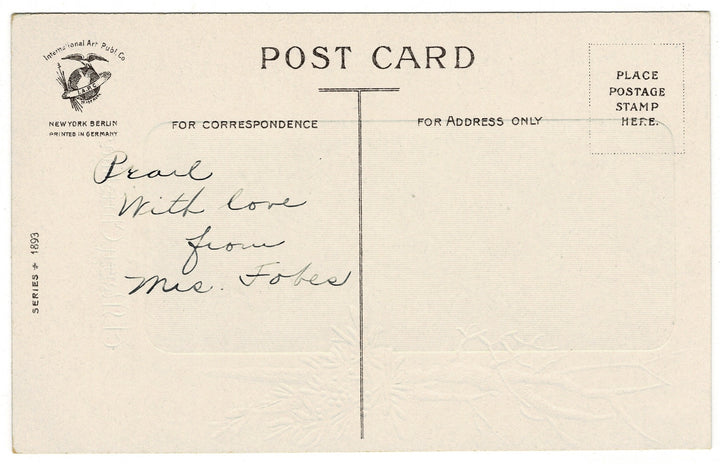 International Art Publ. Co
POST CARD
NEW YORK BERLIN
PRINTED IN GERMANY
FOR CORRESPONDENCE
FOR ADDRESS ONLY
PLACE
POSTAGE
STAMP
HERE.
Pearl
With love
from
Mrs. Fobes
SERIES 1893